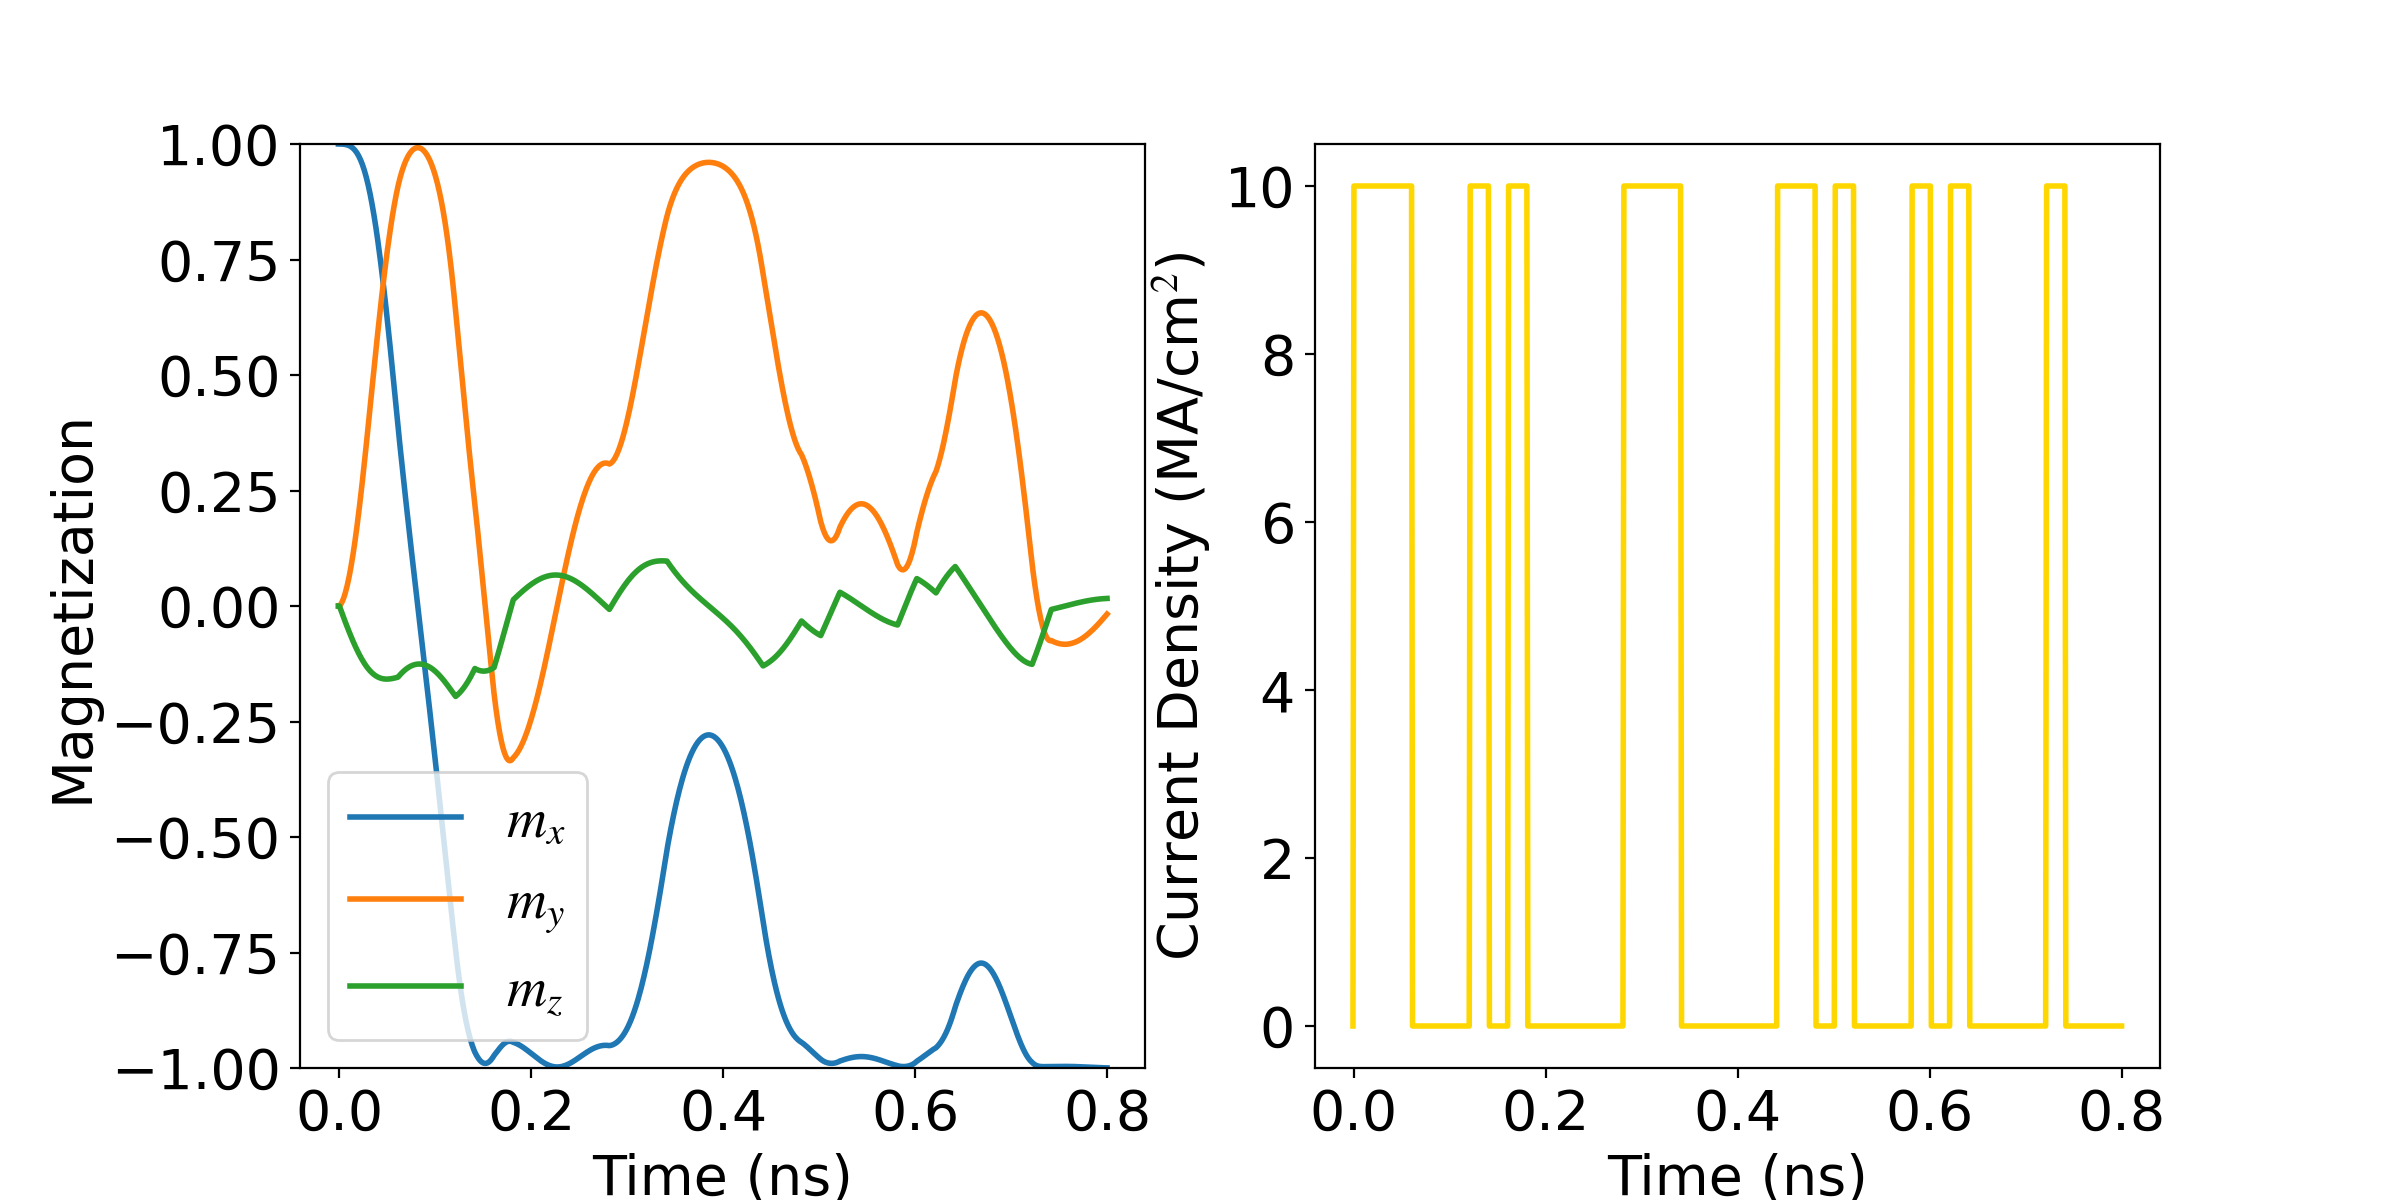 1.00
0.75
0.50
0.25
0.00
−0.25
−0.50
−0.75
−1.00
Magnetization
m_x
m_y
m_z
0.0 0.2 0.4 0.6 0.8
Time (ns)
10
8
6
4
2
0
Current Density (MA/cm²)
0.0 0.2 0.4 0.6 0.8
Time (ns)